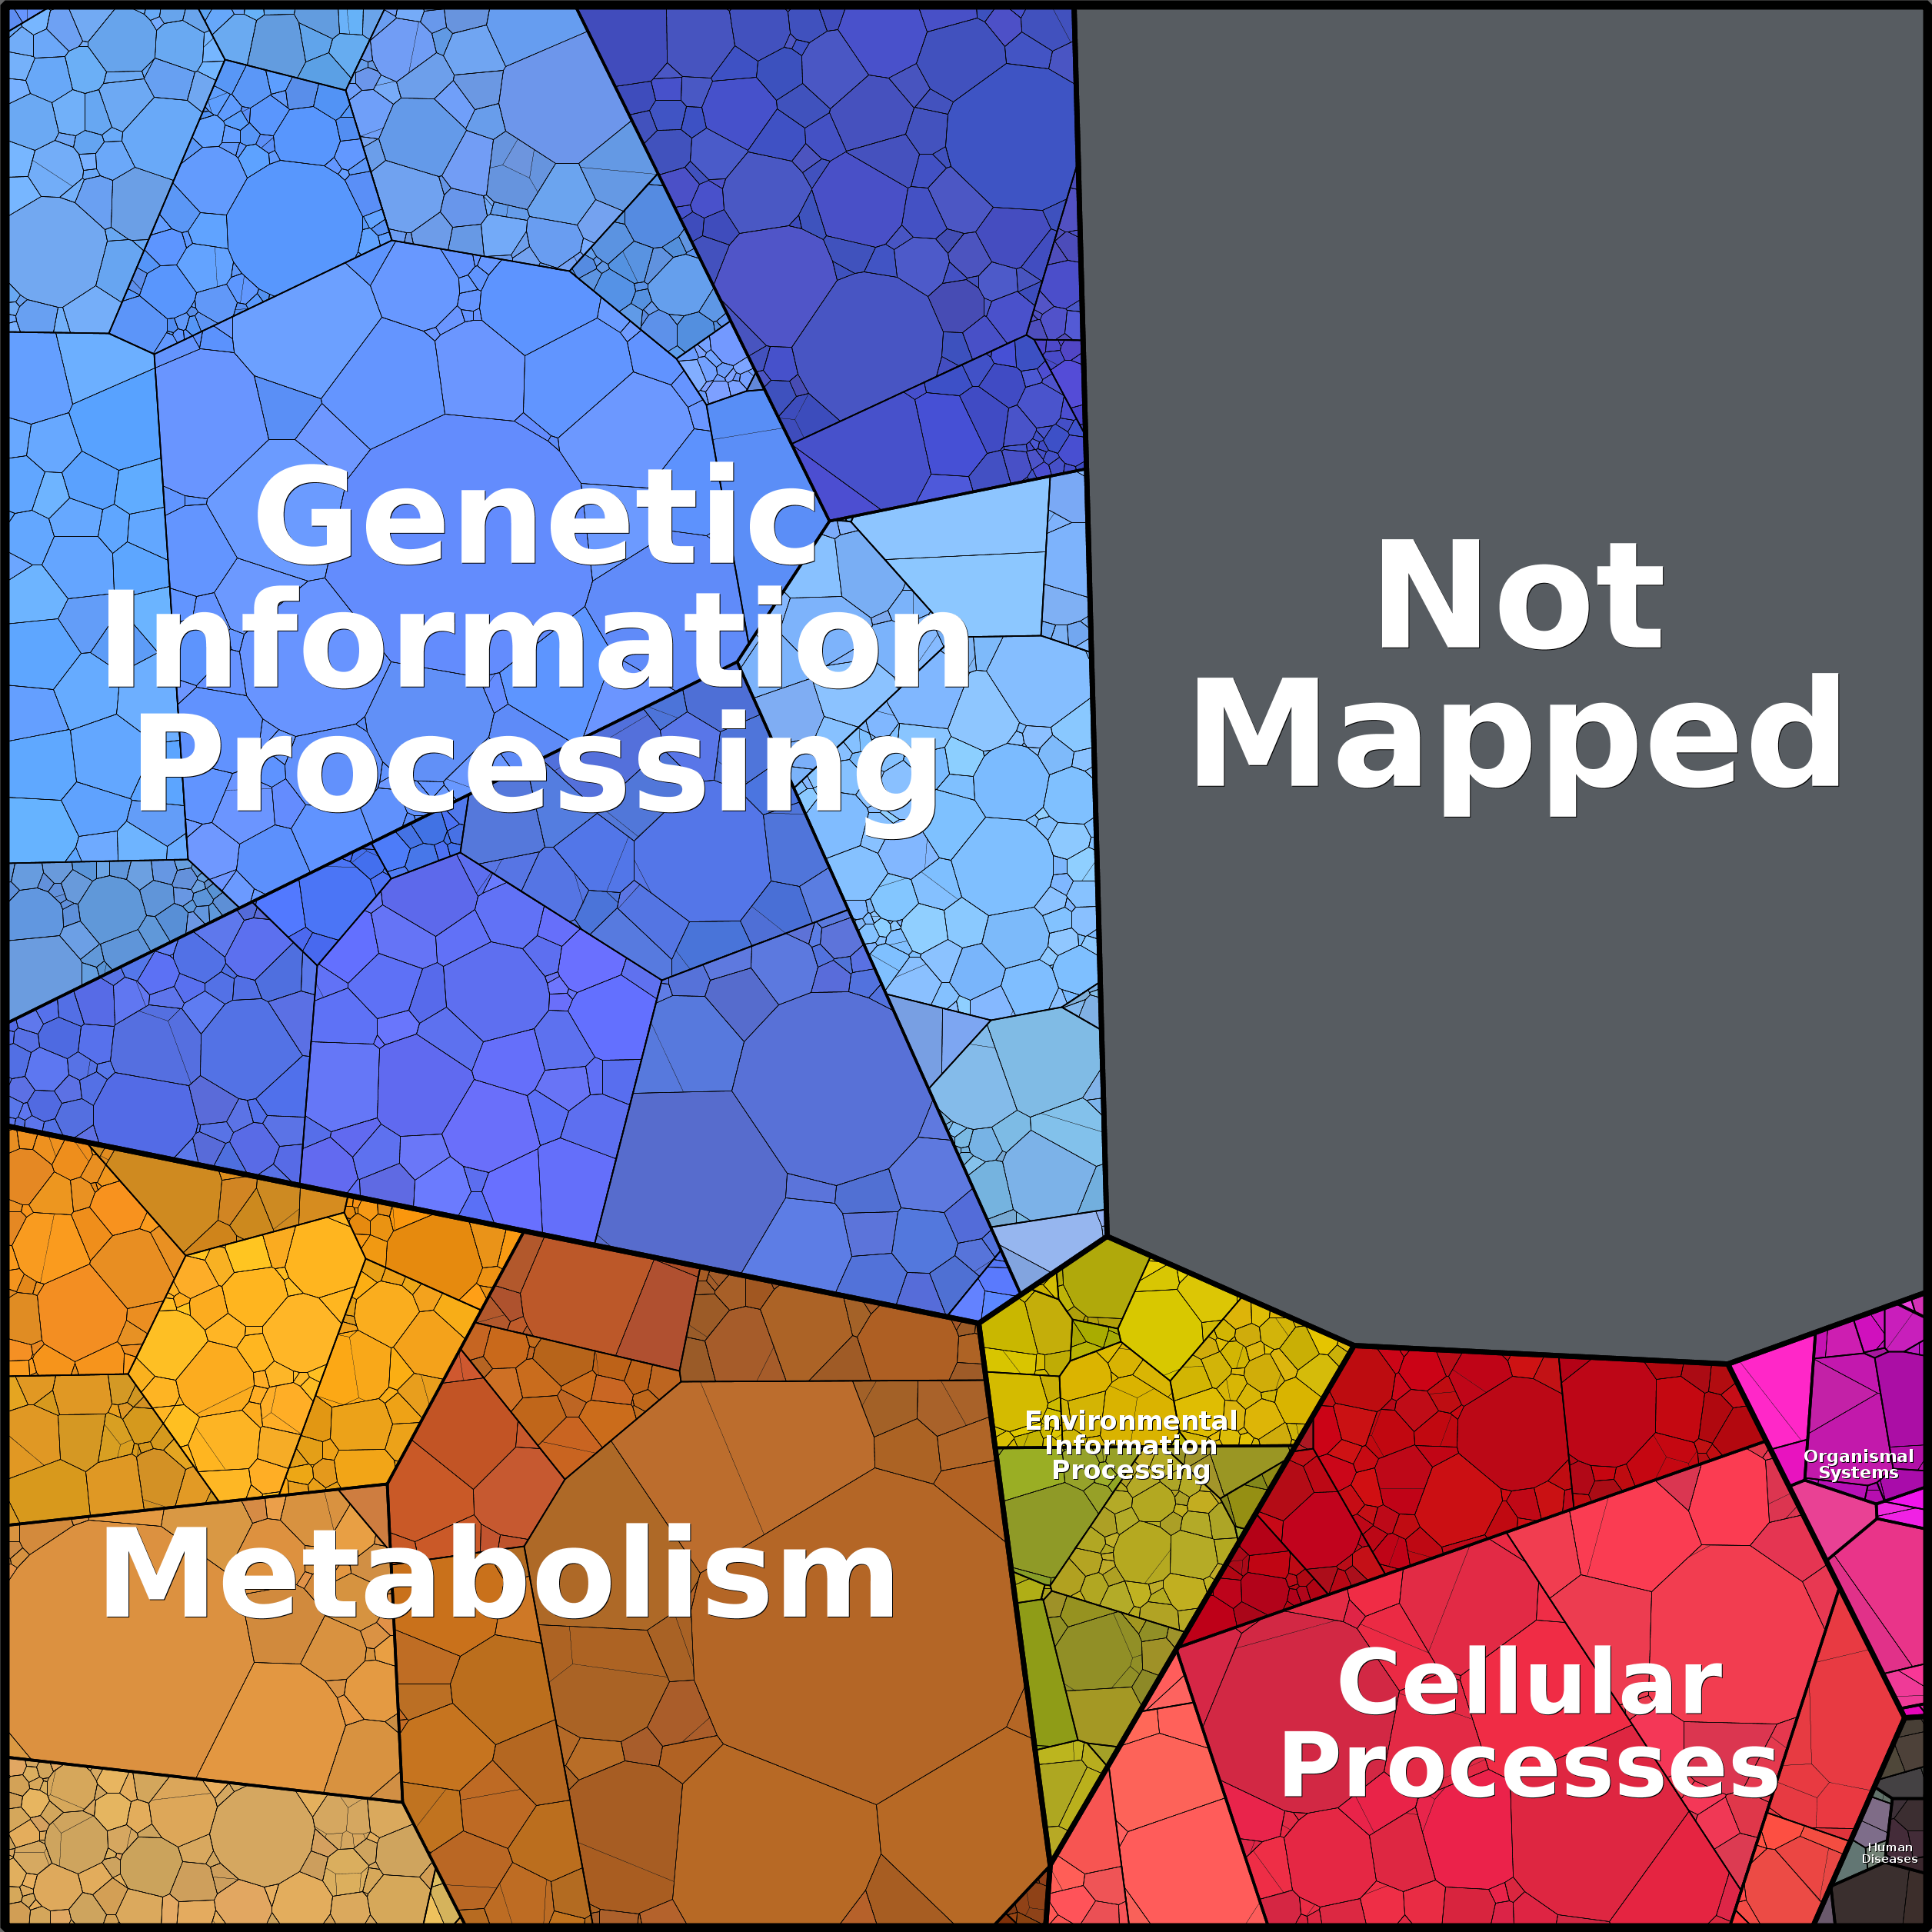 Genetic
Information
Processing
Not
Mapped
Environmental
Information
Processing
Organismal
Systems
Metabolism
Cellular
Processes
Human
Diseases